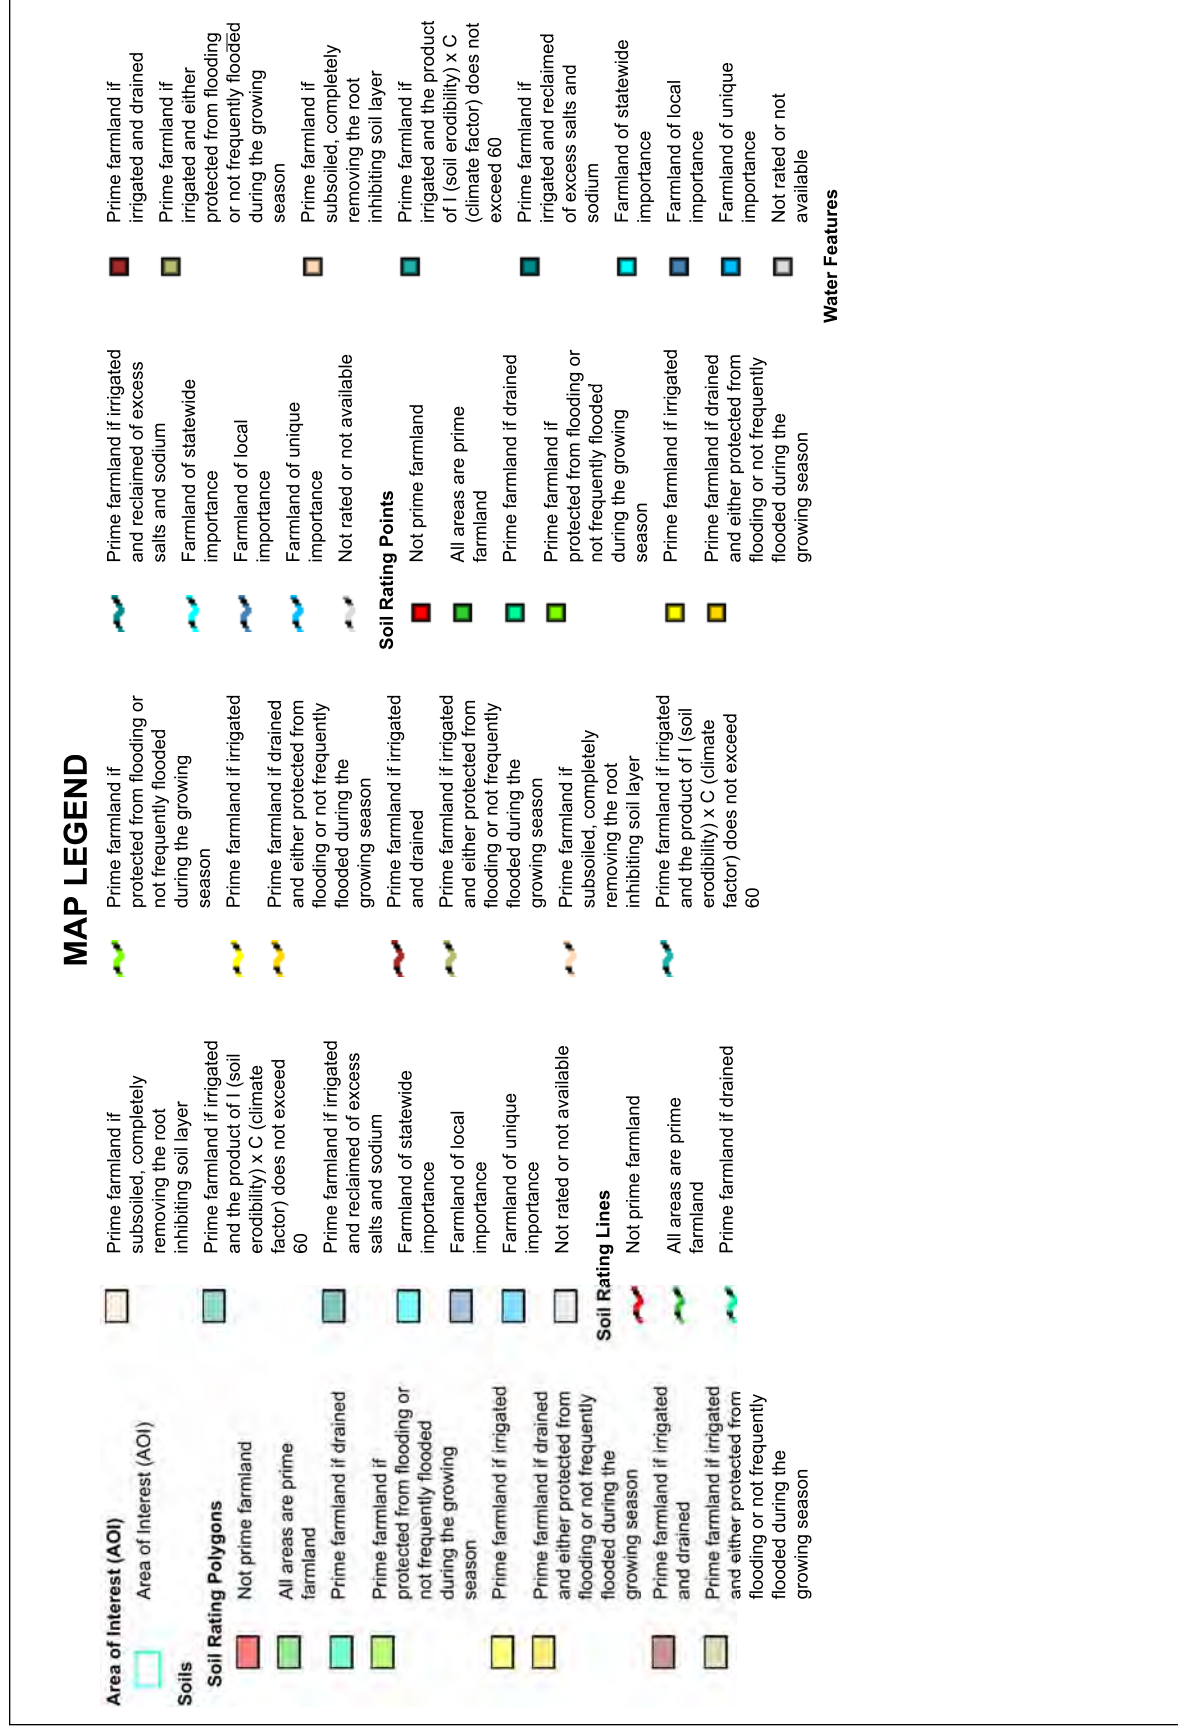 MAP LEGEND
Area of Interest (AOI)
Area of Interest (AOI)
Soils
Soil Rating Polygons
Not prime farmland
All areas are prime
farmland
Prime farmland if drained
Prime farmland if
protected from flooding or
not frequently flooded
during the growing
season
Prime farmland if irrigated
Prime farmland if drained
and either protected from
flooding or not frequently
flooded during the
growing season
Prime farmland if irrigated
and drained
Prime farmland if irrigated
and either protected from
flooding or not frequently
flooded during the
growing season
Prime farmland if
subsoiled, completely
removing the root
inhibiting soil layer
Prime farmland if irrigated
and the product of I (soil
erodibility) x C (climate
factor) does not exceed
60
Prime farmland if irrigated
and reclaimed of excess
salts and sodium
Farmland of statewide
importance
Farmland of local
importance
Farmland of unique
importance
Not rated or not available
Soil Rating Lines
Not prime farmland
All areas are prime
farmland
Prime farmland if drained
Prime farmland if
protected from flooding or
not frequently flooded
during the growing
season
Prime farmland if irrigated
Prime farmland if drained
and either protected from
flooding or not frequently
flooded during the
growing season
Prime farmland if irrigated
and drained
Prime farmland if irrigated
and either protected from
flooding or not frequently
flooded during the
growing season
Prime farmland if
subsoiled, completely
removing the root
inhibiting soil layer
Prime farmland if irrigated
and the product of I (soil
erodibility) x C (climate
factor) does not exceed
60
Prime farmland if irrigated
and reclaimed of excess
salts and sodium
Farmland of statewide
importance
Farmland of local
importance
Farmland of unique
importance
Not rated or not available
Soil Rating Points
Not prime farmland
All areas are prime
farmland
Prime farmland if drained
Prime farmland if
protected from flooding or
not frequently flooded
during the growing
season
Prime farmland if irrigated
Prime farmland if drained
and either protected from
flooding or not frequently
flooded during the
growing season
Prime farmland if
irrigated and drained
Prime farmland if
irrigated and either
protected from flooding
or not frequently flooded
during the growing
season
Prime farmland if
subsoiled, completely
removing the root
inhibiting soil layer
Prime farmland if
irrigated and the product
of I (soil erodibility) x C
(climate factor) does not
exceed 60
Prime farmland if
irrigated and reclaimed
of excess salts and
sodium
Farmland of statewide
importance
Farmland of local
importance
Farmland of unique
importance
Not rated or not
available
Water Features